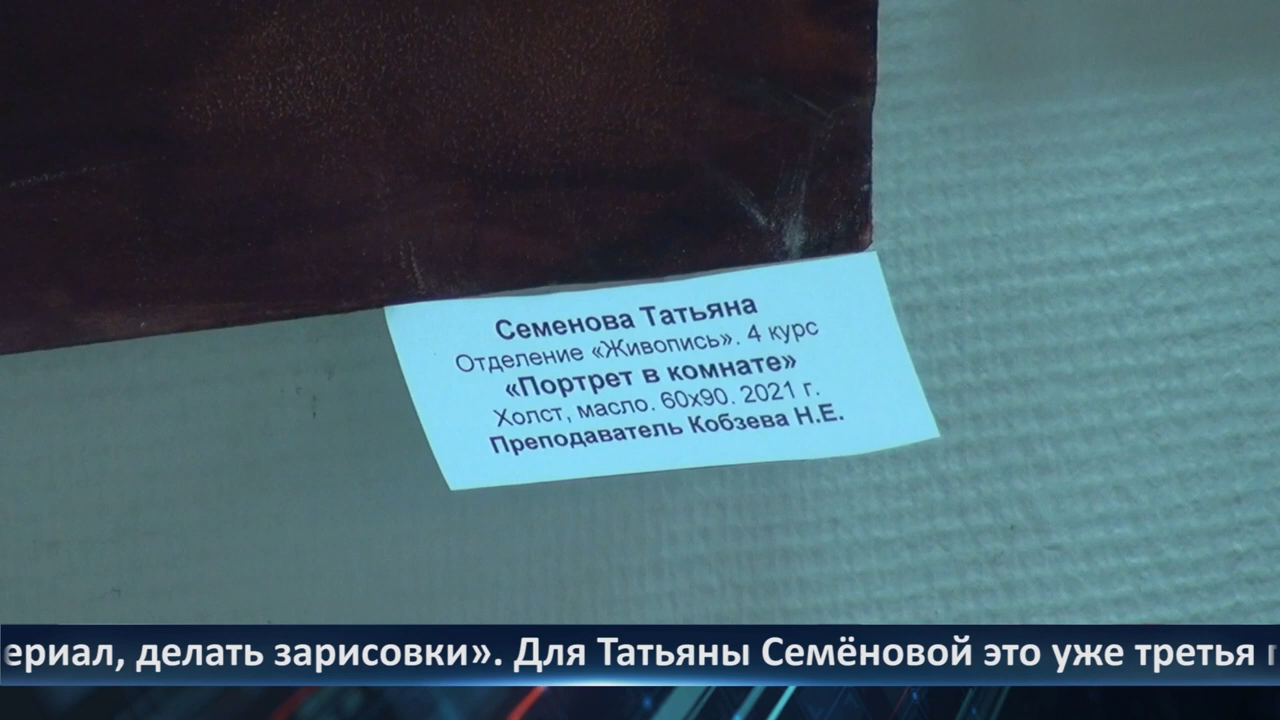 Семенова Татьяна
Отделение «Живопись». 4 курс
«Портрет в комнате»
Холст, масло. 60х90. 2021 г.
Преподаватель Кобзева Н.Е.
делать зарисовки». Для Татьяны Семёновой это уже третья